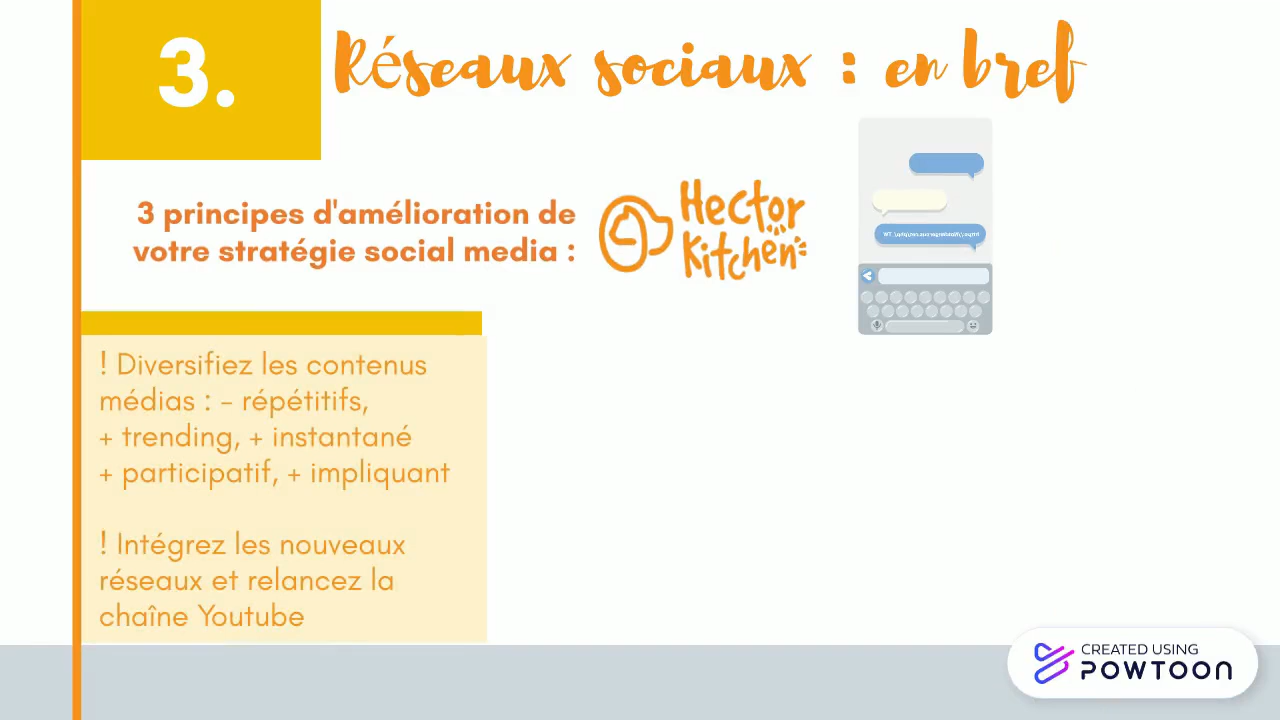 3.
Réseaux sociaux : en bref
3 principes d'amélioration de
votre stratégie social media :
Hector
Kitchen
! Diversifiez les contenus
médias : - répétitifs,
+ trending, + instantané
+ participatif, + impliquant
! Intégrez les nouveaux
réseaux et relancez la
chaîne Youtube
CREATED USING
POWTOON